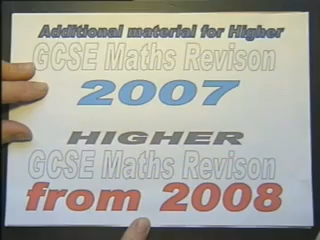 Additional material for Higher
GCSE Maths Revison
2007
HIGHER
GCSE Maths Revison
from 2008